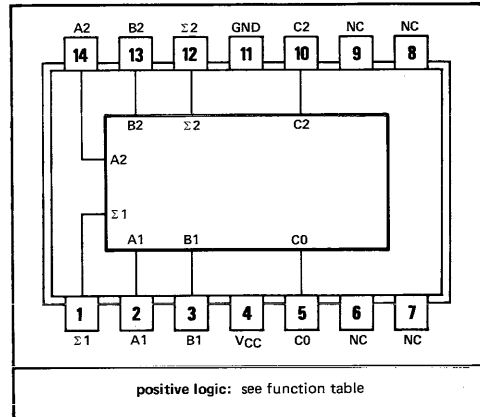 A2 B2 Σ2 GND C2 NC NC
14 13 12 11 10 9 8
B2 Σ2 C2
A2
Σ1
A1 B1 C0
1 2 3 4 5 6 7
Σ1 A1 B1 VCC C0 NC NC
positive logic: see function table